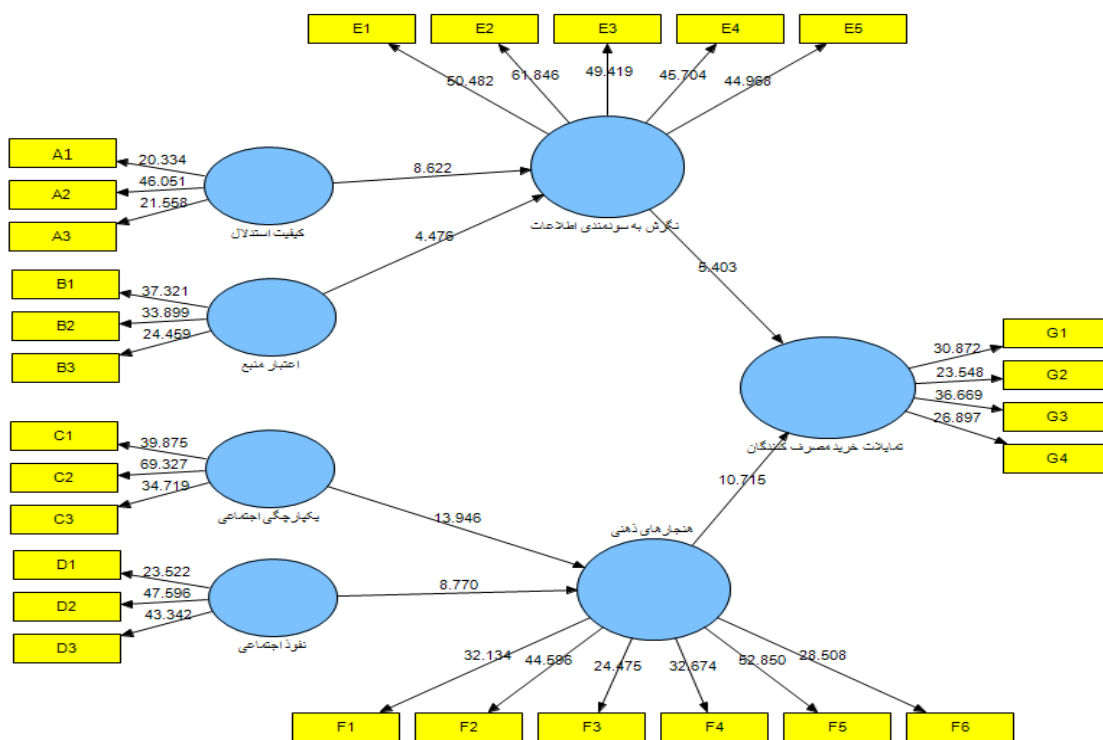 E1
E2
E3
E4
E5
50.482
61.846
49.419
45.704
44.968
A1
A2
A3
20.334
46.051
21.558
کیفیت استدلال
8.622
نگرش به سودمندی اطلاعات
4.476
B1
B2
B3
37.321
33.899
24.459
اعتبار منبع
5.403
G1
G2
G3
G4
30.872
23.548
36.669
26.897
تمایلات خرید مصرف کنندگان
10.715
C1
C2
C3
39.875
69.327
34.719
یکپارچگی اجتماعی
13.946
هنجارهای ذهنی
D1
D2
D3
23.522
47.596
43.342
نفوذ اجتماعی
8.770
32.134
44.596
24.475
32.674
52.850
28.508
F1
F2
F3
F4
F5
F6